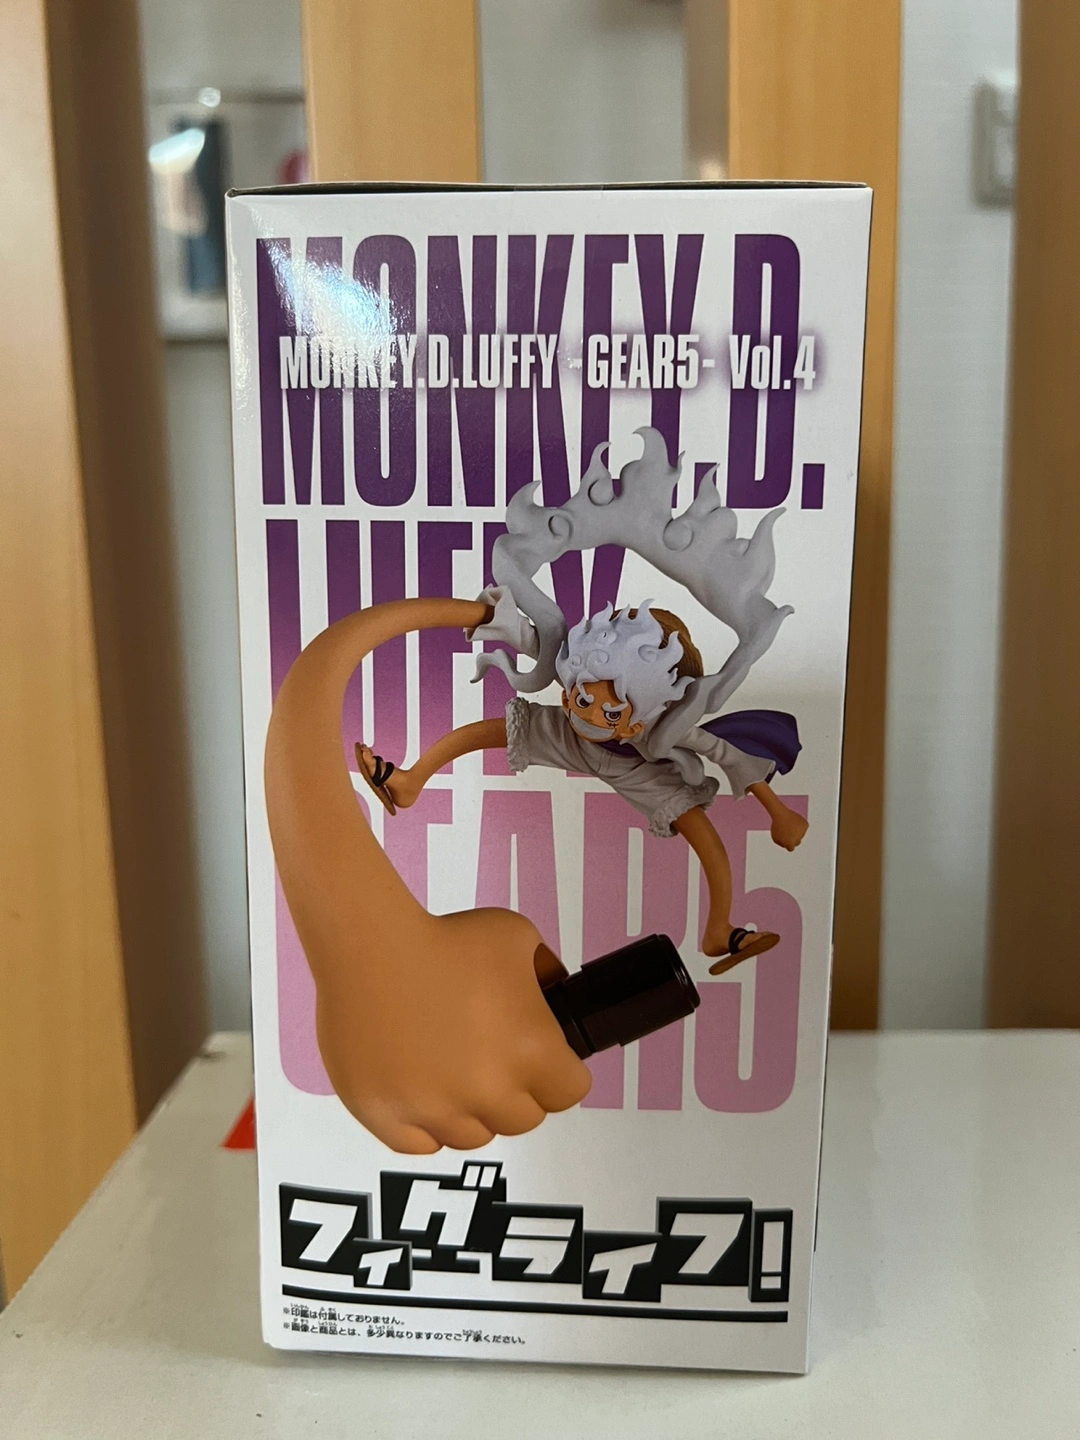 MONKEY.D.
MONKEY.D.LUFFY -GEAR5- Vol.4
LUFFY
GEAR5
フィグライフ!
※印鑑は付属しておりません。
※画像と商品とは、多少異なりますのでご了承ください。